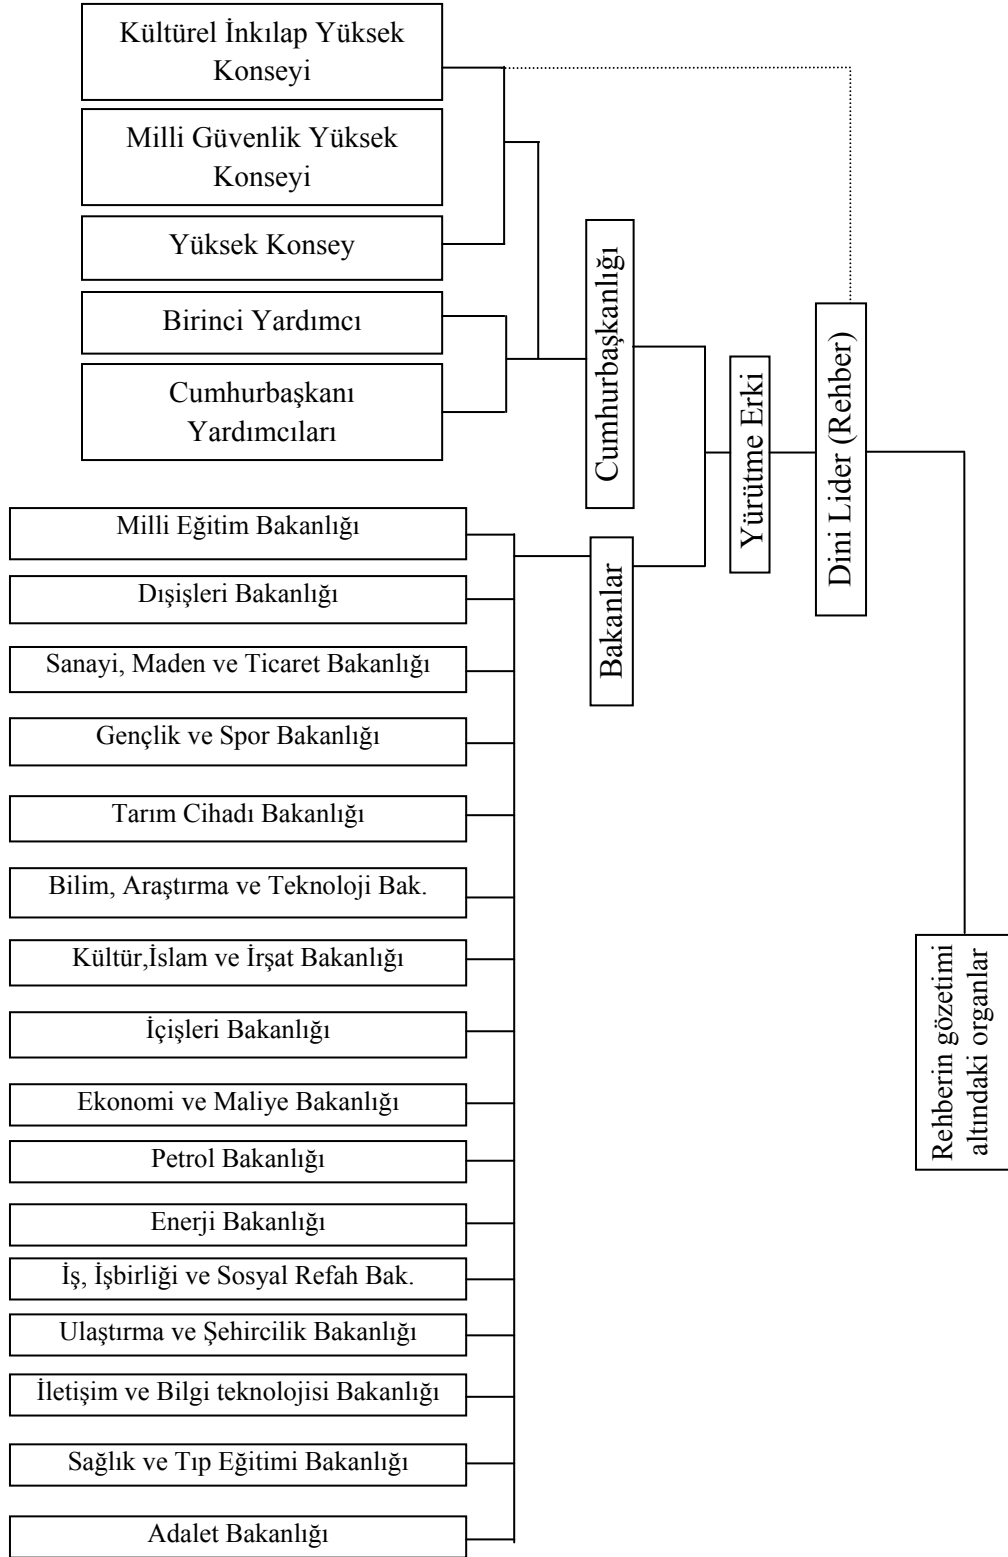 Kültürel İnkılap Yüksek
Konseyi
Milli Güvenlik Yüksek
Konseyi
Yüksek Konsey
Birinci Yardımcı
Cumhurbaşkanı
Yardımcıları
Cumhurbaşkanlığı
Yürütme Erki
Dini Lider (Rehber)
Bakanlar
Milli Eğitim Bakanlığı
Dışişleri Bakanlığı
Sanayi, Maden ve Ticaret Bakanlığı
Gençlik ve Spor Bakanlığı
Tarım Cihadı Bakanlığı
Bilim, Araştırma ve Teknoloji Bak.
Kültür,İslam ve İrşat Bakanlığı
İçişleri Bakanlığı
Ekonomi ve Maliye Bakanlığı
Petrol Bakanlığı
Enerji Bakanlığı
İş, İşbirliği ve Sosyal Refah Bak.
Ulaştırma ve Şehircilik Bakanlığı
İletişim ve Bilgi teknolojisi Bakanlığı
Sağlık ve Tıp Eğitimi Bakanlığı
Adalet Bakanlığı
Rehberin gözetimi
altındaki organlar